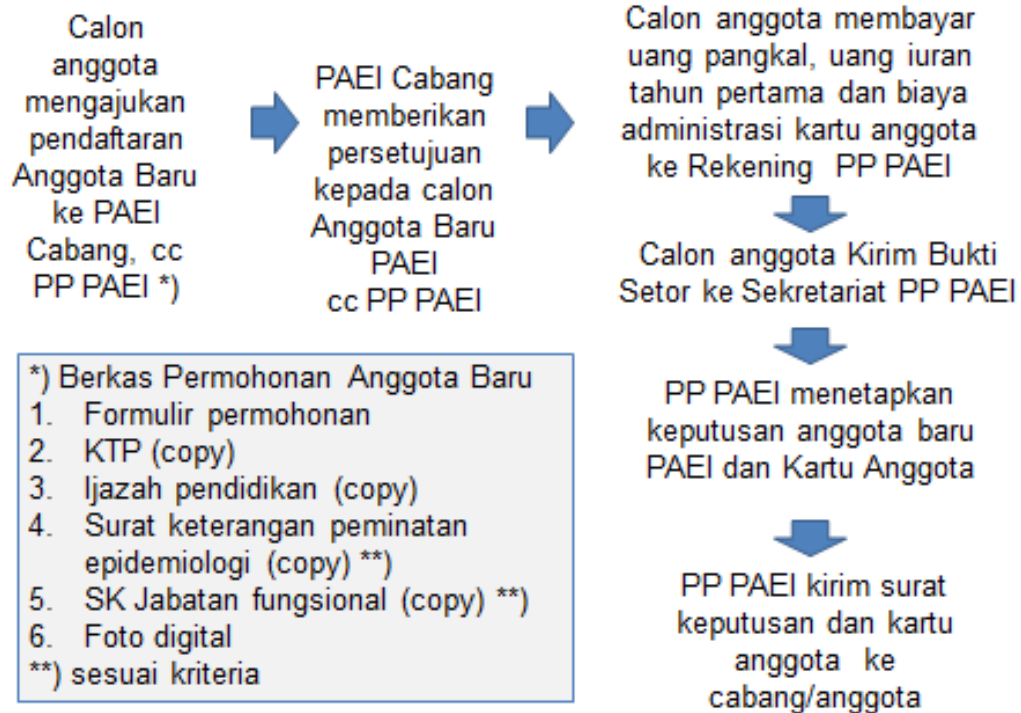 Calon
anggota
mengajukan
pendaftaran
Anggota Baru
ke PAEI
Cabang, cc
PP PAEI *)
PAEI Cabang
memberikan
persetujuan
kepada calon
Anggota Baru
PAEI
cc PP PAEI
Calon anggota membayar
uang pangkal, uang iuran
tahun pertama dan biaya
administrasi kartu anggota
ke Rekening PP PAEI
Calon anggota Kirim Bukti
Setor ke Sekretariat PP PAEI
PP PAEI menetapkan
keputusan anggota baru
PAEI dan Kartu Anggota
PP PAEI kirim surat
keputusan dan kartu
anggota ke
cabang/anggota
*) Berkas Permohonan Anggota Baru
1. Formulir permohonan
2. KTP (copy)
3. Ijazah pendidikan (copy)
4. Surat keterangan peminatan
epidemiologi (copy) **)
5. SK Jabatan fungsional (copy) **)
6. Foto digital
**) sesuai kriteria